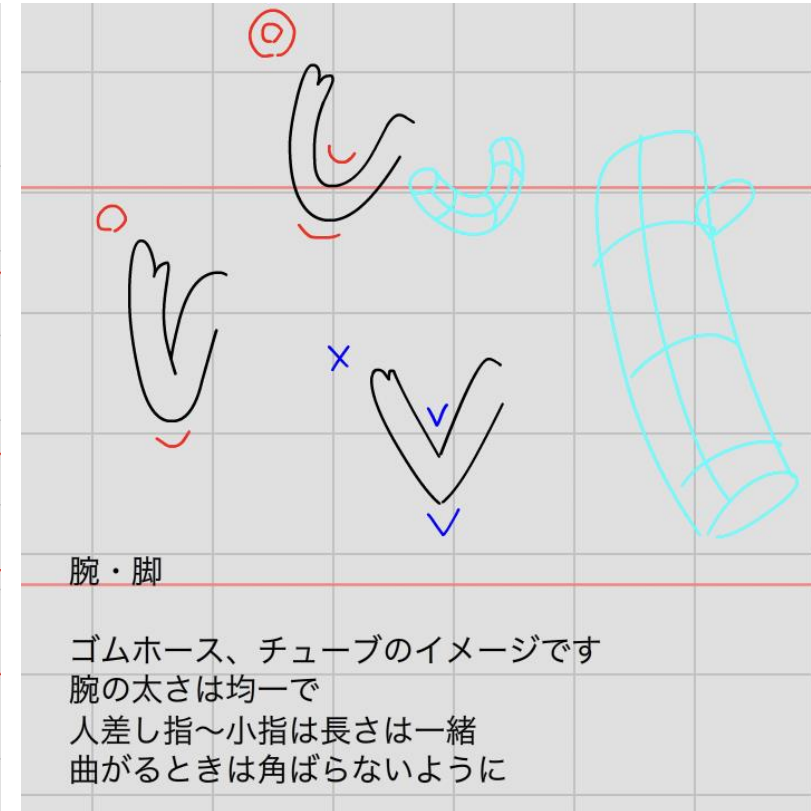 腕・脚
ゴムホース、チューブのイメージです
腕の太さは均一で
人差し指〜小指は長さは一緒
曲がるときは角ばらないように